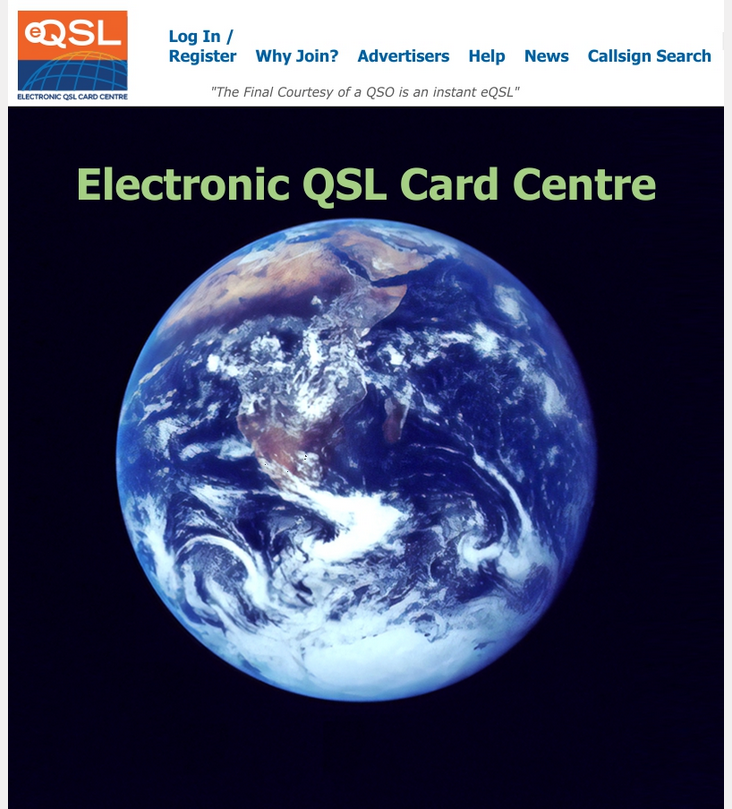 eQSL
ELECTRONIC QSL CARD CENTRE
Log In /
Register Why Join? Advertisers Help News Callsign Search
"The Final Courtesy of a QSO is an instant eQSL"
Electronic QSL Card Centre